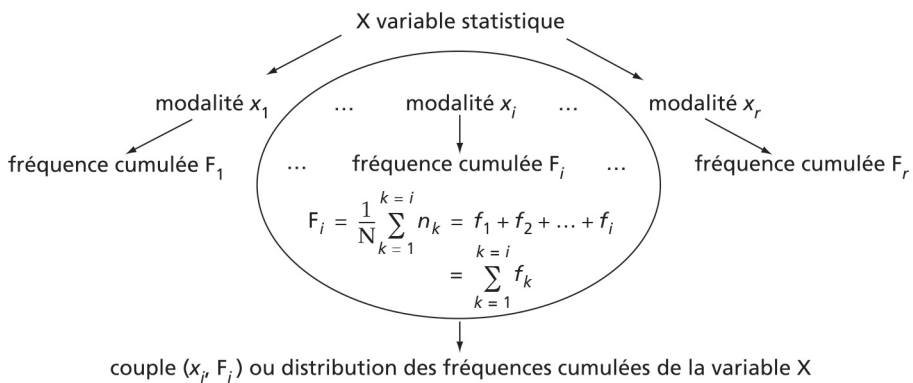 X variable statistique
modalité x₁ ... modalité xᵢ ... modalité xᵣ
fréquence cumulée F₁ ... fréquence cumulée Fᵢ ... fréquence cumulée Fᵣ
Fᵢ = 1/N ∑_{k = 1}^{k = i} nₖ = f₁ + f₂ + ... + fᵢ
= ∑_{k = 1}^{k = i} fₖ
couple (xᵢ, Fᵢ) ou distribution des fréquences cumulées de la variable X